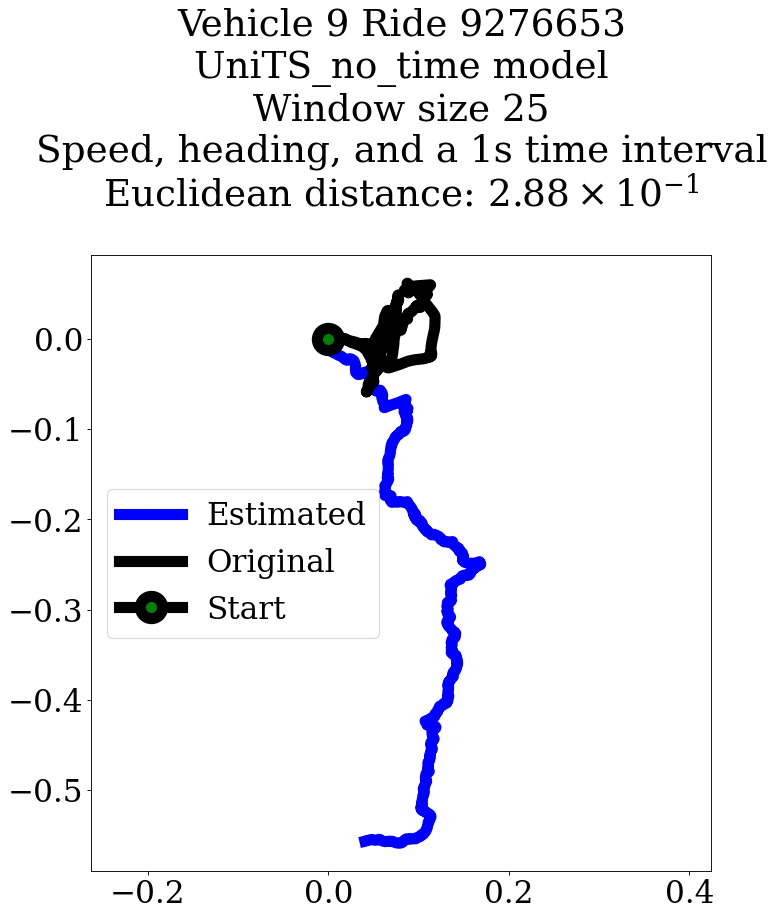 Vehicle 9 Ride 9276653
UniTS_no_time model
Window size 25
Speed, heading, and a 1s time interval
Euclidean distance: $2.88 \times 10^{-1}$
0.0
−0.1
−0.2
−0.3
−0.4
−0.5
Estimated
Original
Start
−0.2 0.0 0.2 0.4